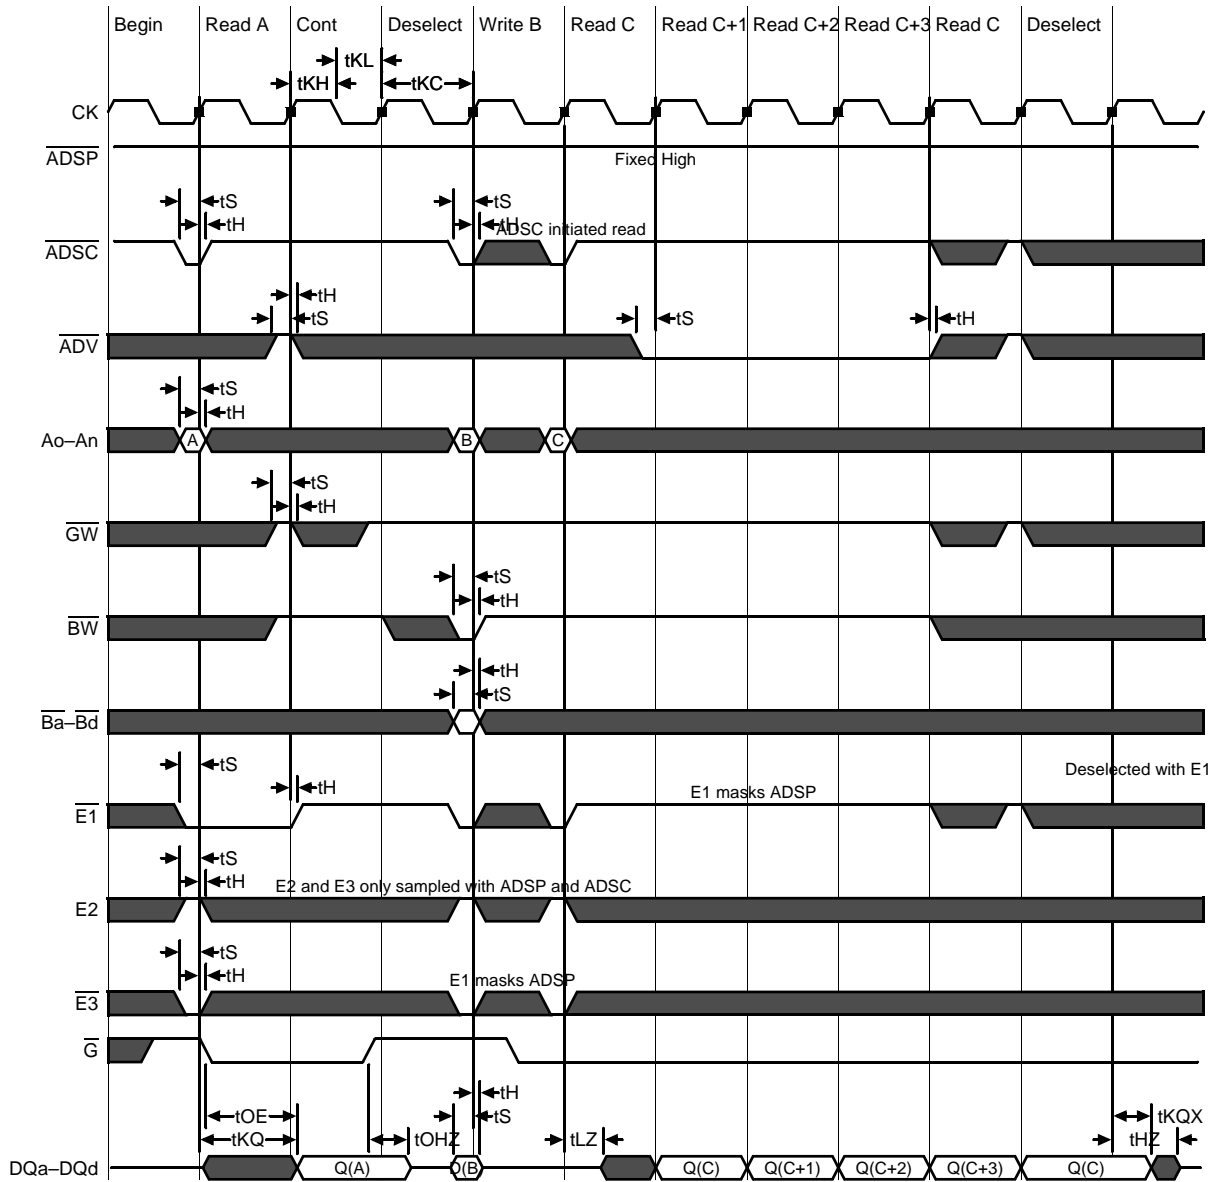 Begin Read A Cont Deselect Write B Read C Read C+1 Read C+2 Read C+3 Read C Deselect
tKL
tKH tKC
CK
ADSP
Fixed High
tS tS
tH tH
ADSC initiated read
ADSC
tH
tS tS tH
ADV
tS
tH
Ao–An A B C
tS
tH
GW
tS
tH
BW
tH
tS
Ba–Bd
tS Deselected with E1
tH
E1 masks ADSP
E1
tS
tH
E2 and E3 only sampled with ADSP and ADSC
E2
tS
tH
E1 masks ADSP
E3
G
tH
tOE tS tKQX
tKQ tOHZ tLZ tHZ
DQa–DQd Q(A) D(B) Q(C) Q(C+1) Q(C+2) Q(C+3) Q(C)